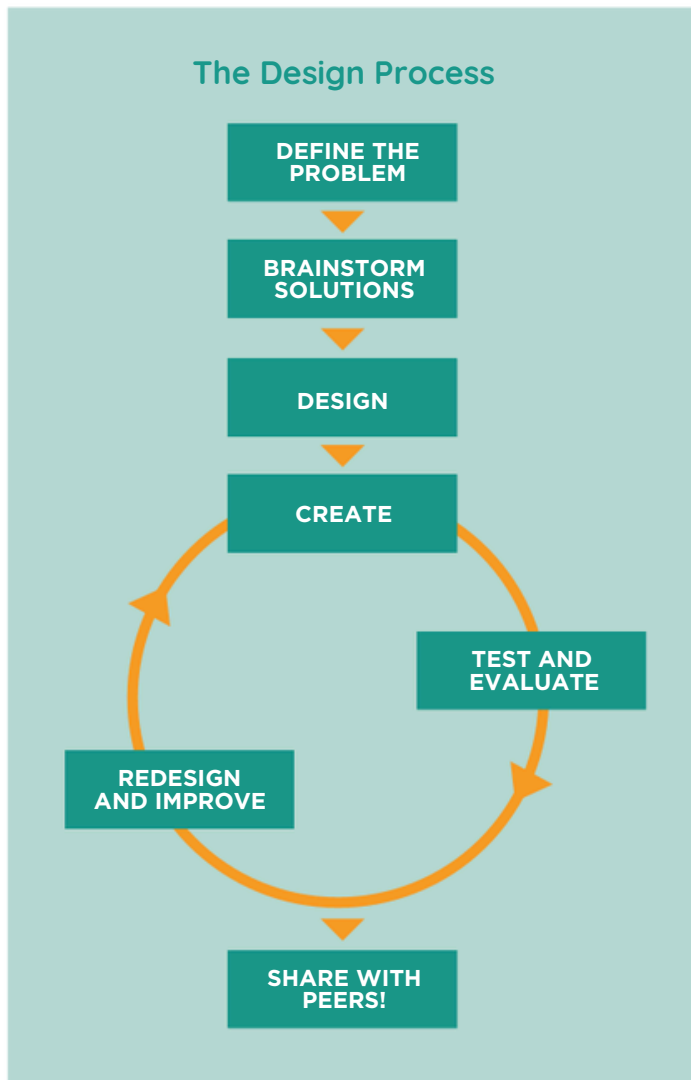 The Design Process
DEFINE THE
PROBLEM
BRAINSTORM
SOLUTIONS
DESIGN
CREATE
TEST AND
EVALUATE
REDESIGN
AND IMPROVE
SHARE WITH
PEERS!